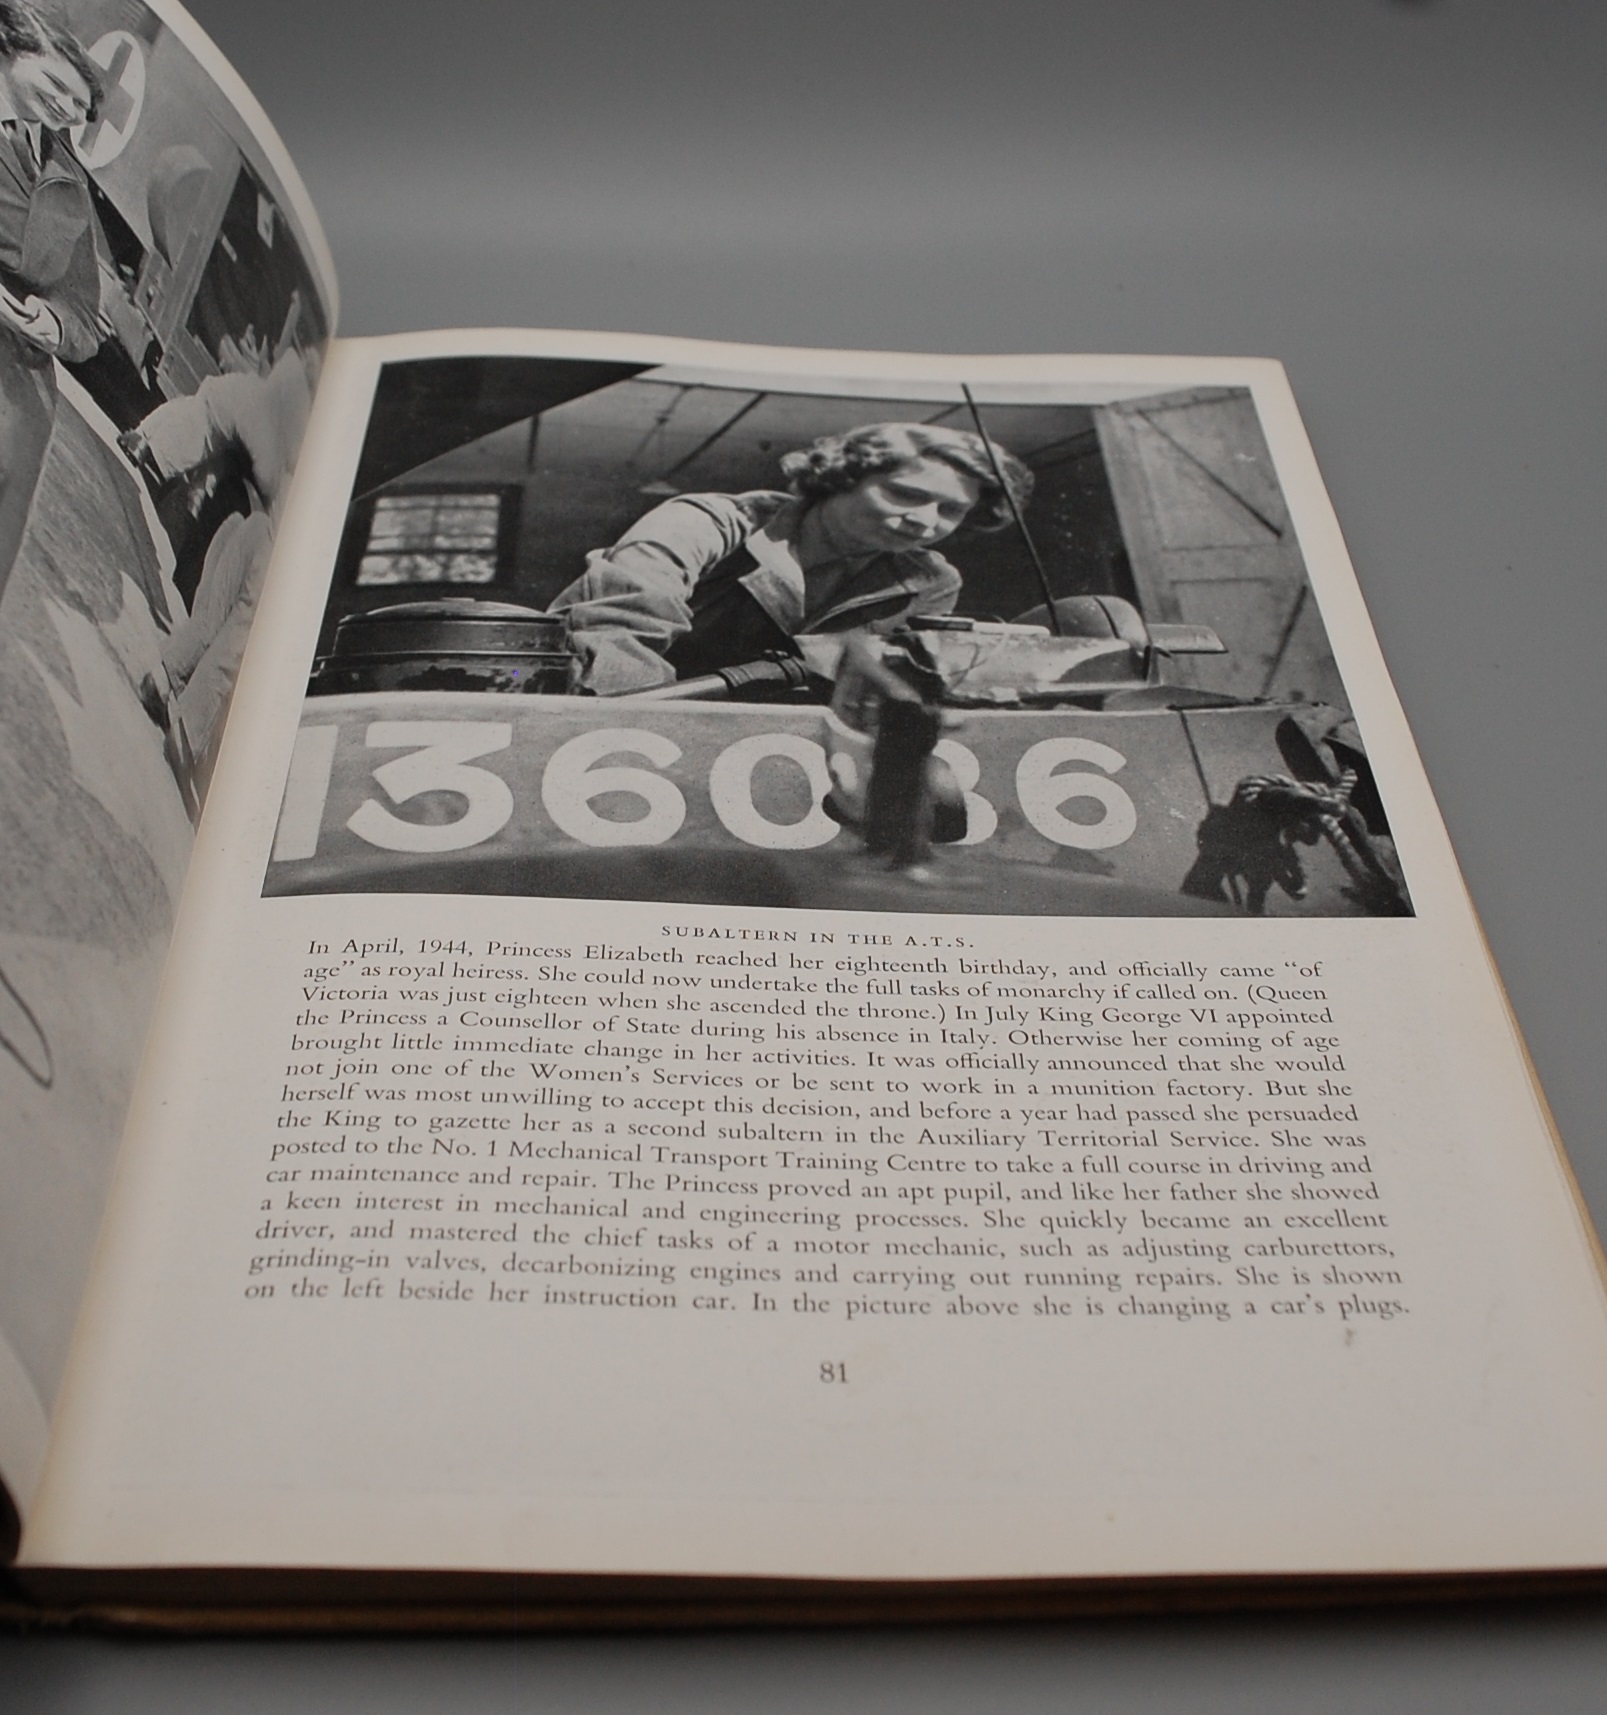 136086
SUBALTERN IN THE A.T.S.
In April, 1944, Princess Elizabeth reached her eighteenth birthday, and officially came “of
age” as royal heiress. She could now undertake the full tasks of monarchy if called on. (Queen
Victoria was just eighteen when she ascended the throne.) In July King George VI appointed
the Princess a Counsellor of State during his absence in Italy. Otherwise her coming of age
brought little immediate change in her activities. It was officially announced that she would
not join one of the Women’s Services or be sent to work in a munition factory. But she
herself was most unwilling to accept this decision, and before a year had passed she persuaded
the King to gazette her as a second subaltern in the Auxiliary Territorial Service. She was
posted to the No. 1 Mechanical Transport Training Centre to take a full course in driving and
car maintenance and repair. The Princess proved an apt pupil, and like her father she showed
a keen interest in mechanical and engineering processes. She quickly became an excellent
driver, and mastered the chief tasks of a motor mechanic, such as adjusting carburettors,
grinding-in valves, decarbonizing engines and carrying out running repairs. She is shown
on the left beside her instruction car. In the picture above she is changing a car’s plugs.
81